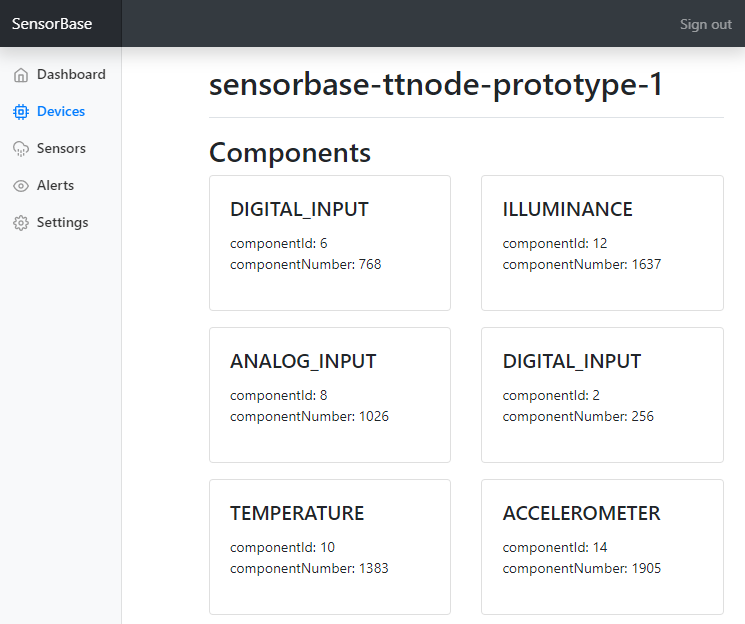 SensorBase
Sign out
Dashboard
Devices
Sensors
Alerts
Settings
sensorbase-ttnode-prototype-1
Components
DIGITAL_INPUT
componentId: 6
componentNumber: 768
ILLUMINANCE
componentId: 12
componentNumber: 1637
ANALOG_INPUT
componentId: 8
componentNumber: 1026
DIGITAL_INPUT
componentId: 2
componentNumber: 256
TEMPERATURE
componentId: 10
componentNumber: 1383
ACCELEROMETER
componentId: 14
componentNumber: 1905